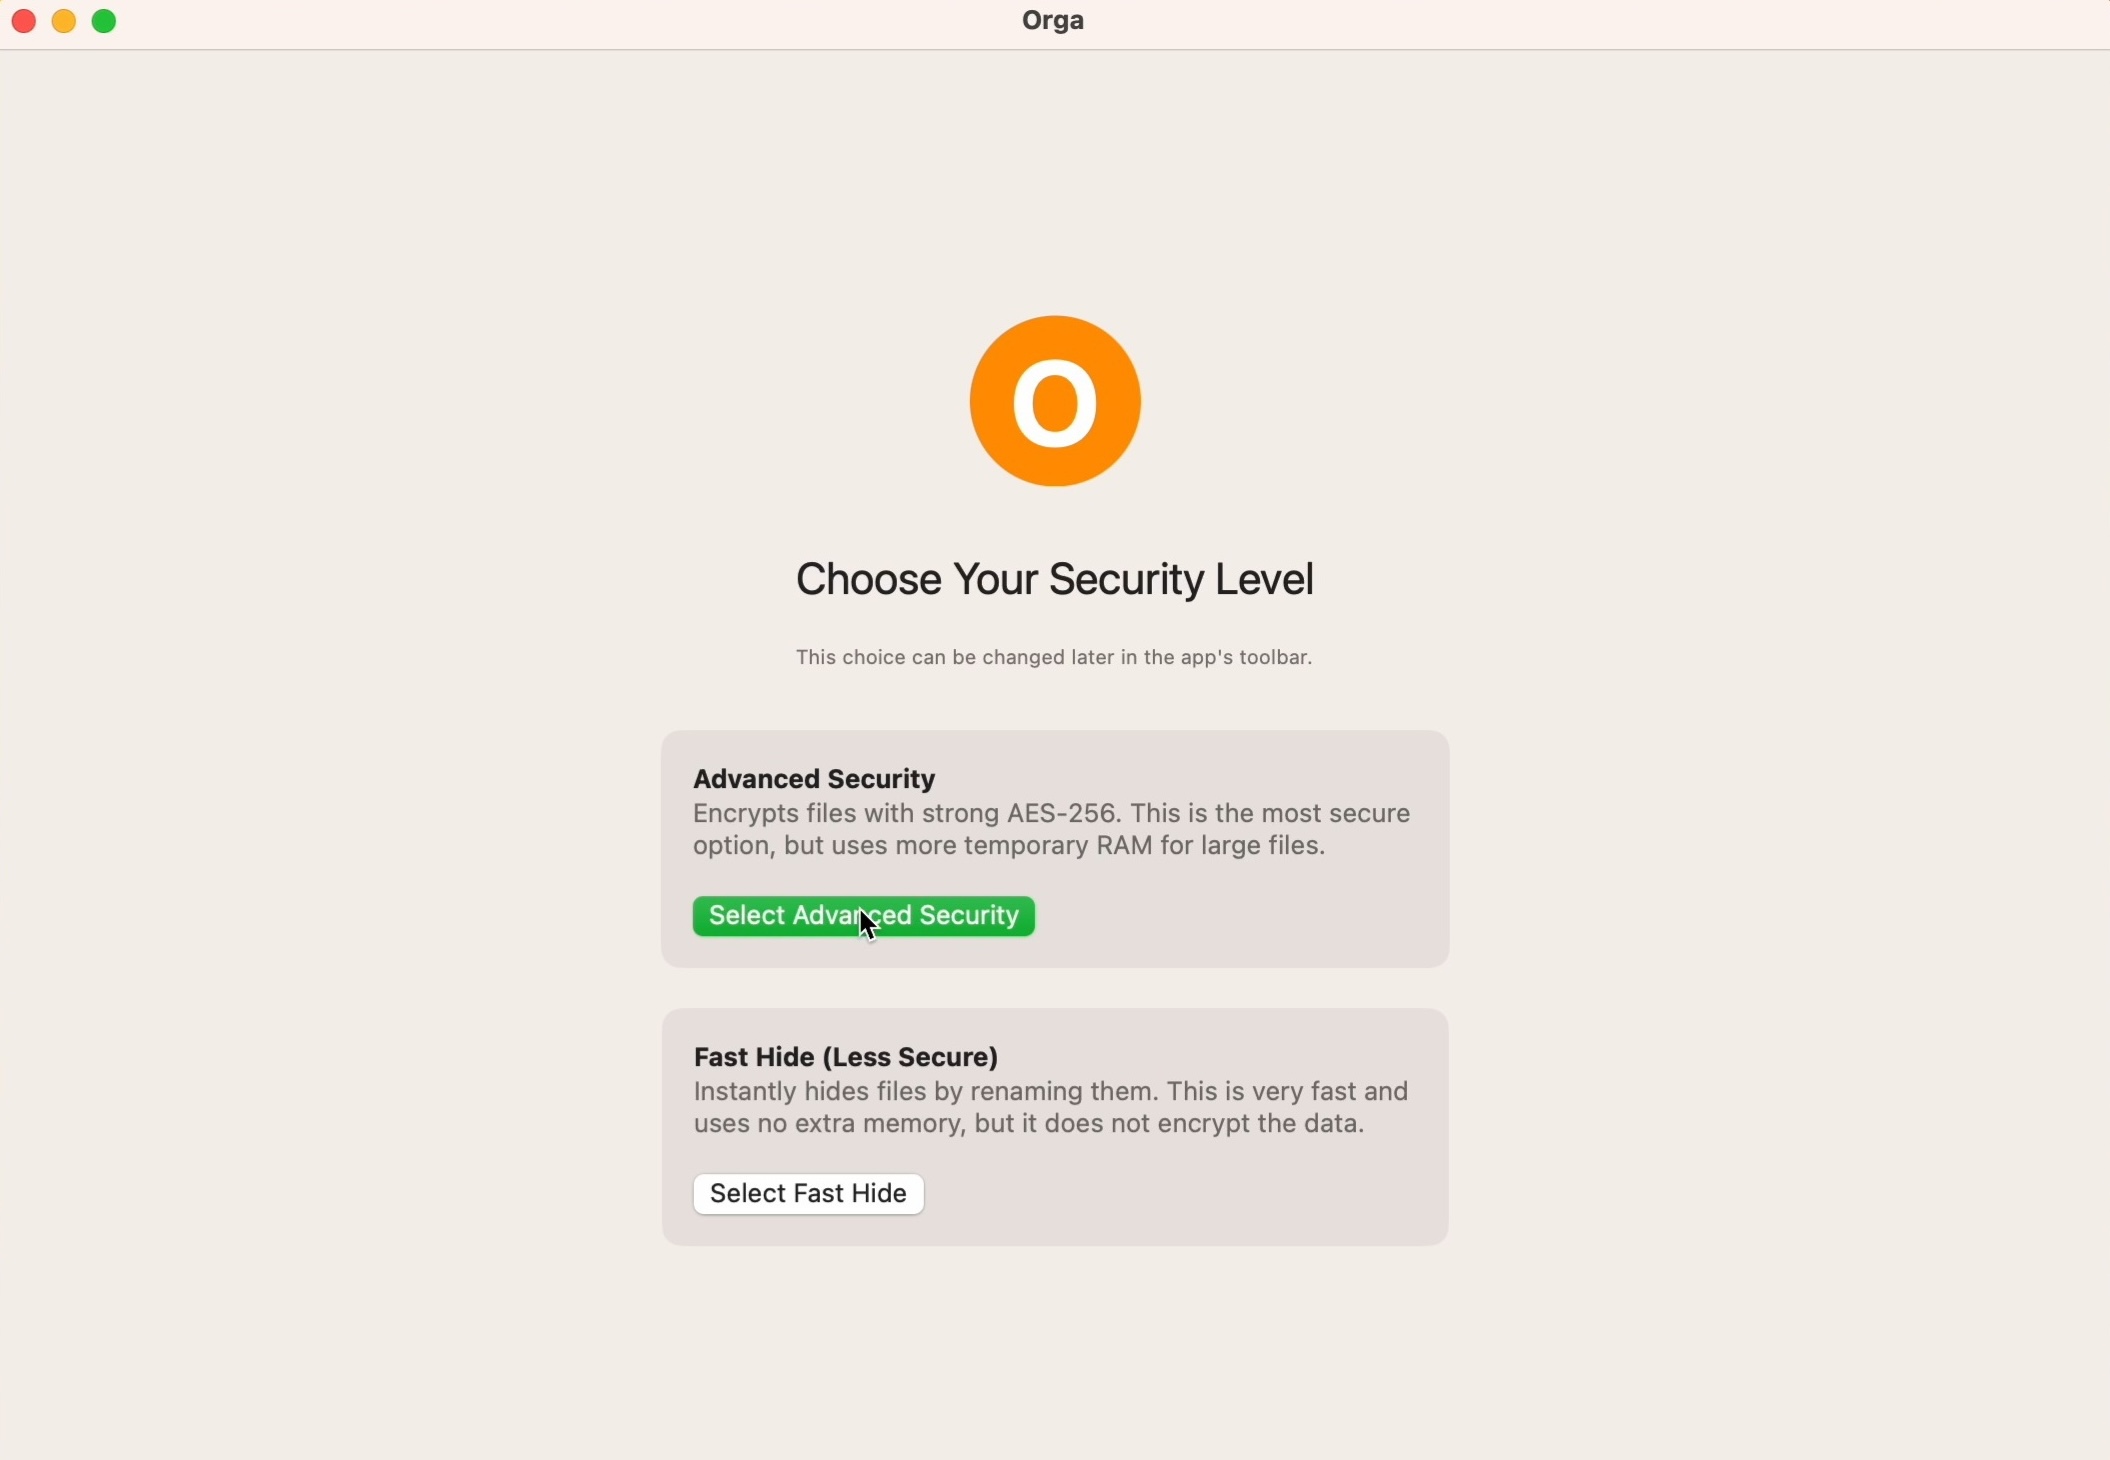 Orga
O
Choose Your Security Level
This choice can be changed later in the app's toolbar.
Advanced Security
Encrypts files with strong AES-256. This is the most secure
option, but uses more temporary RAM for large files.
Select Advanced Security
Fast Hide (Less Secure)
Instantly hides files by renaming them. This is very fast and
uses no extra memory, but it does not encrypt the data.
Select Fast Hide